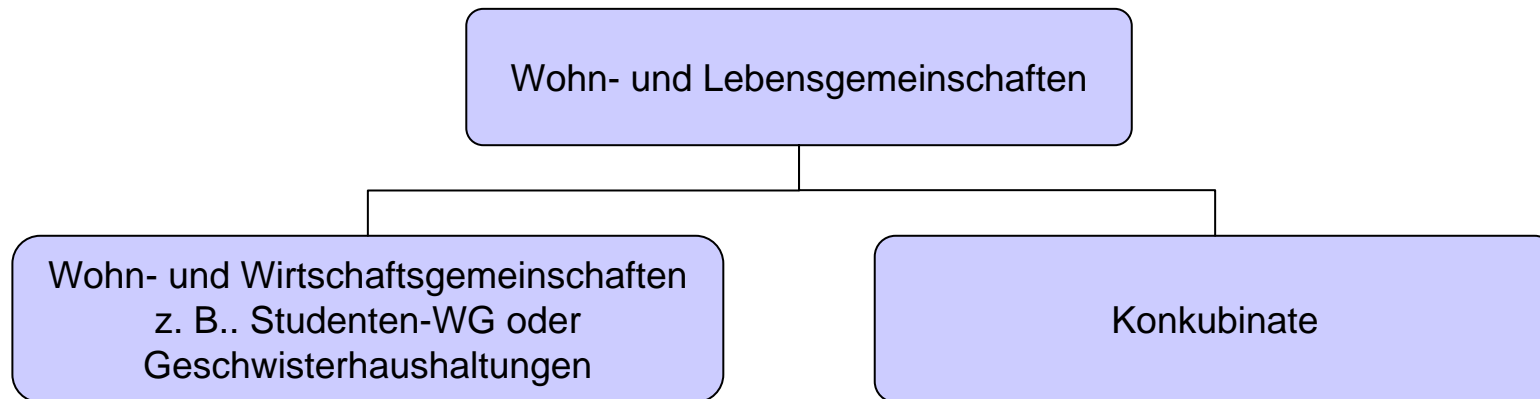 Wohn- und Lebensgemeinschaften
Wohn- und Wirtschaftsgemeinschaften
z. B.. Studenten-WG oder
Geschwisterhaushaltungen
Konkubinate